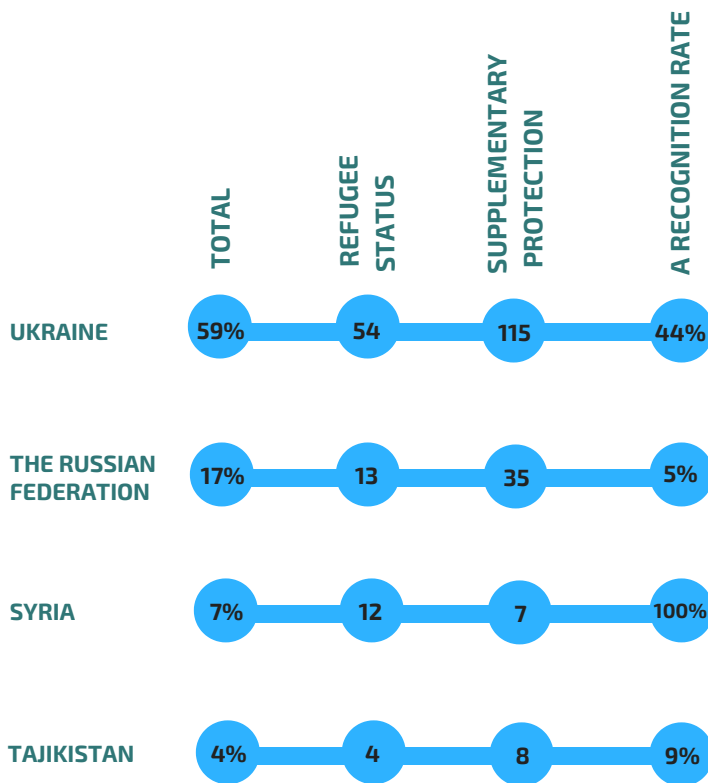 TOTAL
REFUGEE
STATUS
SUPPLEMENTARY
PROTECTION
A RECOGNITION RATE
UKRAINE 59% 54 115 44%
THE RUSSIAN
FEDERATION 17% 13 35 5%
SYRIA 7% 12 7 100%
TAJIKISTAN 4% 4 8 9%